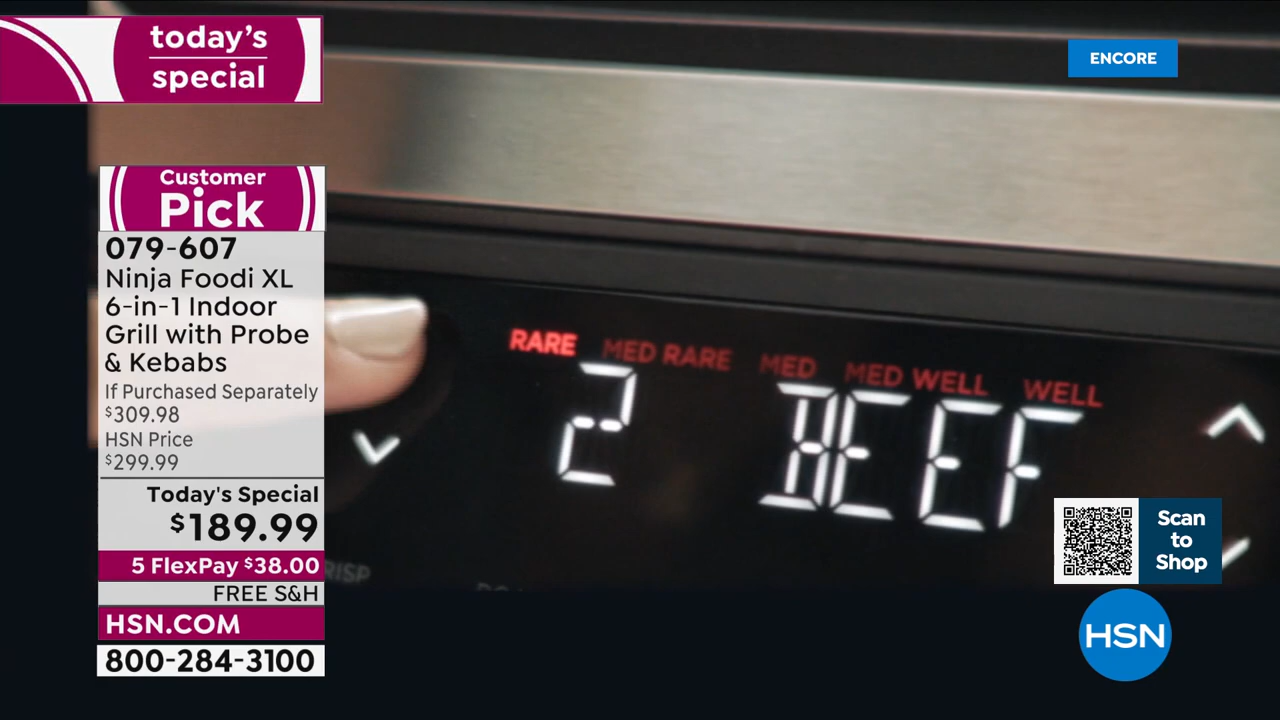 today's
special
ENCORE
Customer
Pick
079-607
Ninja Foodi XL
6-in-1 Indoor
Grill with Probe
& Kebabs
If Purchased Separately
$309.98
HSN Price
$299.99
Today's Special
$189.99
5 FlexPay $38.00
FREE S&H
HSN.COM
800-284-3100
RARE MED RARE MED MED WELL WELL
2 BEEF
RISP
Scan
to
Shop
HSN